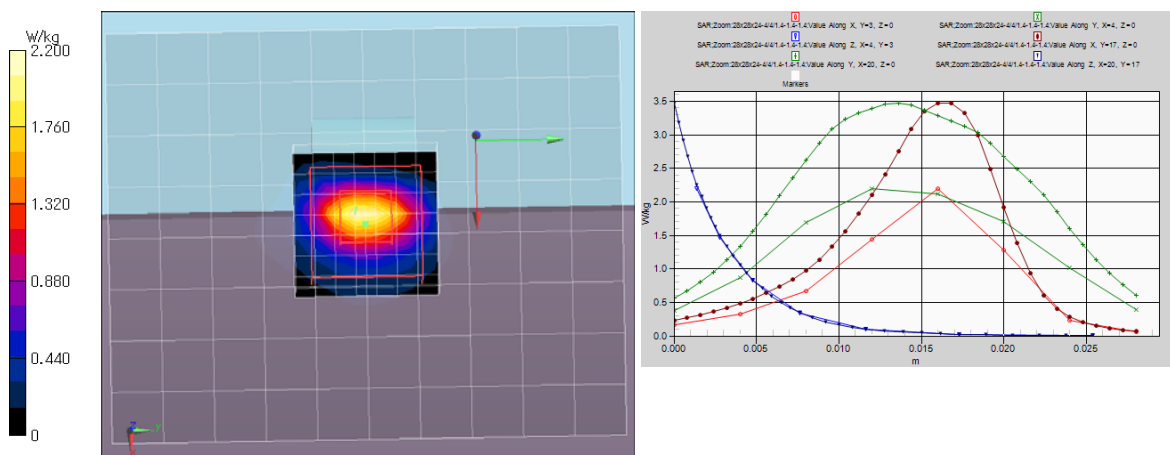 W/kg
2.200
1.760
1.320
0.880
0.440
0
z
y
x
SAR;Zoom:28x28x24-4/4/1.4-1.4-1.4:Value Along X, Y=3, Z=0
SAR;Zoom:28x28x24-4/4/1.4-1.4-1.4:Value Along Y, X=4, Z=0
SAR;Zoom:28x28x24-4/4/1.4-1.4-1.4:Value Along Z, X=4, Y=3
SAR;Zoom:28x28x24-4/4/1.4-1.4-1.4:Value Along X, Y=17, Z=0
SAR;Zoom:28x28x24-4/4/1.4-1.4-1.4:Value Along Y, X=20, Z=0
SAR;Zoom:28x28x24-4/4/1.4-1.4-1.4:Value Along Z, X=20, Y=17
Markers
3.5
3.0
2.5
2.0
1.5
1.0
0.5
0.0
W/kg
0.000
0.005
0.010
0.015
0.020
0.025
m